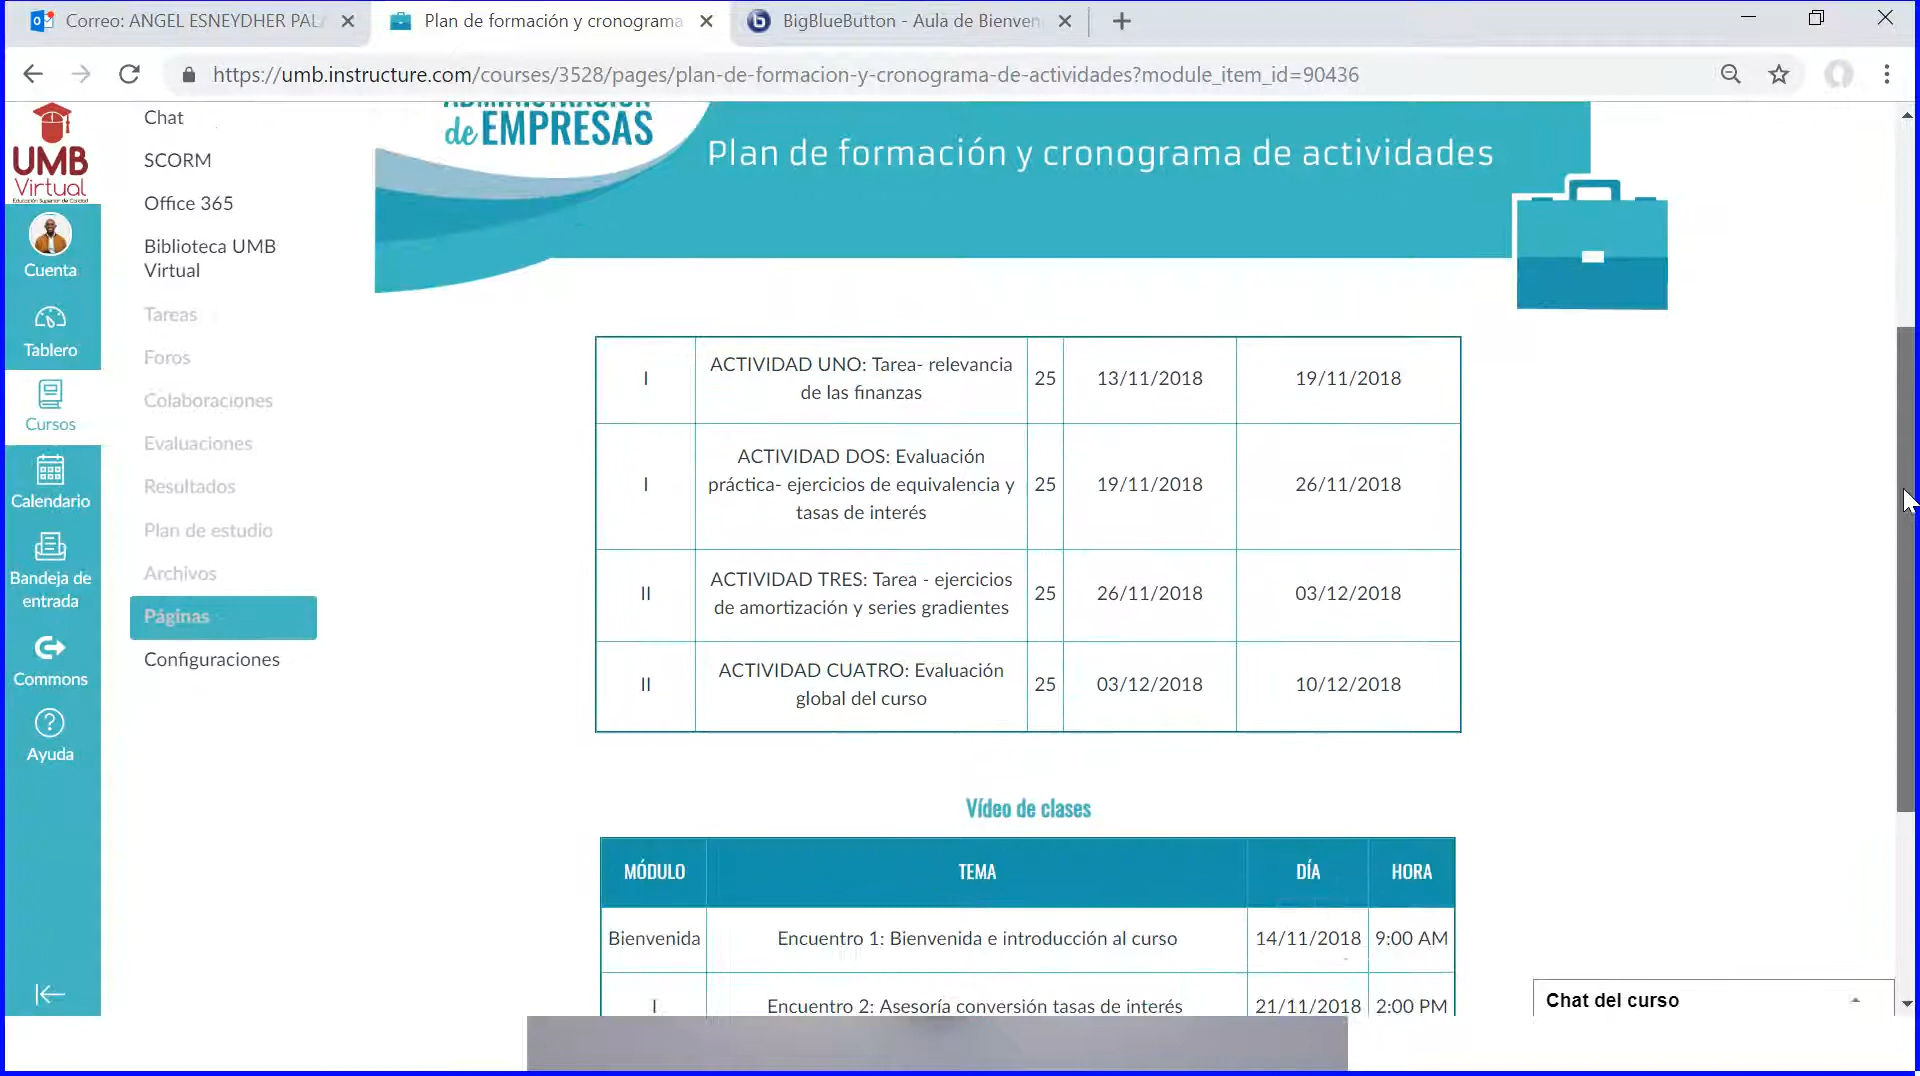 Correo: ANGEL ESNEYDHER PAL
Plan de formación y cronograma
BigBlueButton - Aula de Bienven
https://umb.instructure.com/courses/3528/pages/plan-de-formacion-y-cronograma-de-actividades?module_item_id=90436
UMB
Virtual
Cuenta
Tablero
Cursos
Calendario
Bandeja de
entrada
Commons
Ayuda
Chat
SCORM
Office 365
Biblioteca UMB
Virtual
Tareas
Foros
Colaboraciones
Evaluaciones
Resultados
Plan de estudio
Archivos
Páginas
Configuraciones
ADMINISTRACIÓN
de EMPRESAS
Plan de formación y cronograma de actividades
I ACTIVIDAD UNO: Tarea- relevancia de las finanzas 25 13/11/2018 19/11/2018
I ACTIVIDAD DOS: Evaluación práctica- ejercicios de equivalencia y tasas de interés 25 19/11/2018 26/11/2018
II ACTIVIDAD TRES: Tarea - ejercicios de amortización y series gradientes 25 26/11/2018 03/12/2018
II ACTIVIDAD CUATRO: Evaluación global del curso 25 03/12/2018 10/12/2018
Vídeo de clases
MÓDULO TEMA DÍA HORA
Bienvenida Encuentro 1: Bienvenida e introducción al curso 14/11/2018 9:00 AM
I Encuentro 2: Asesoría conversión tasas de interés 21/11/2018 2:00 PM
Chat del curso